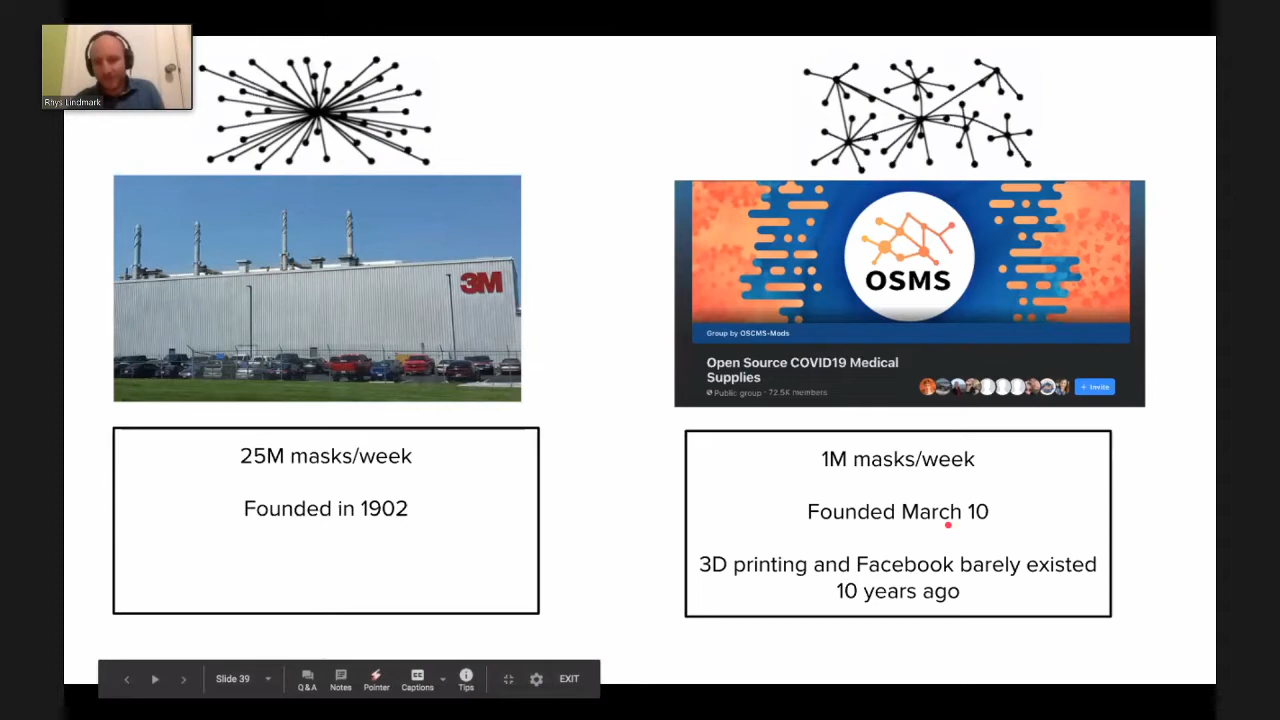 Rhys Lindmark
3M
OSMS
Group by OSCMS-Mods
Open Source COVID19 Medical
Supplies
Public group · 72.5K members
+ Invite
25M masks/week
Founded in 1902
1M masks/week
Founded March 10
3D printing and Facebook barely existed
10 years ago
Slide 39
Q&A
Notes
Pointer
CC
Captions
Tips
EXIT